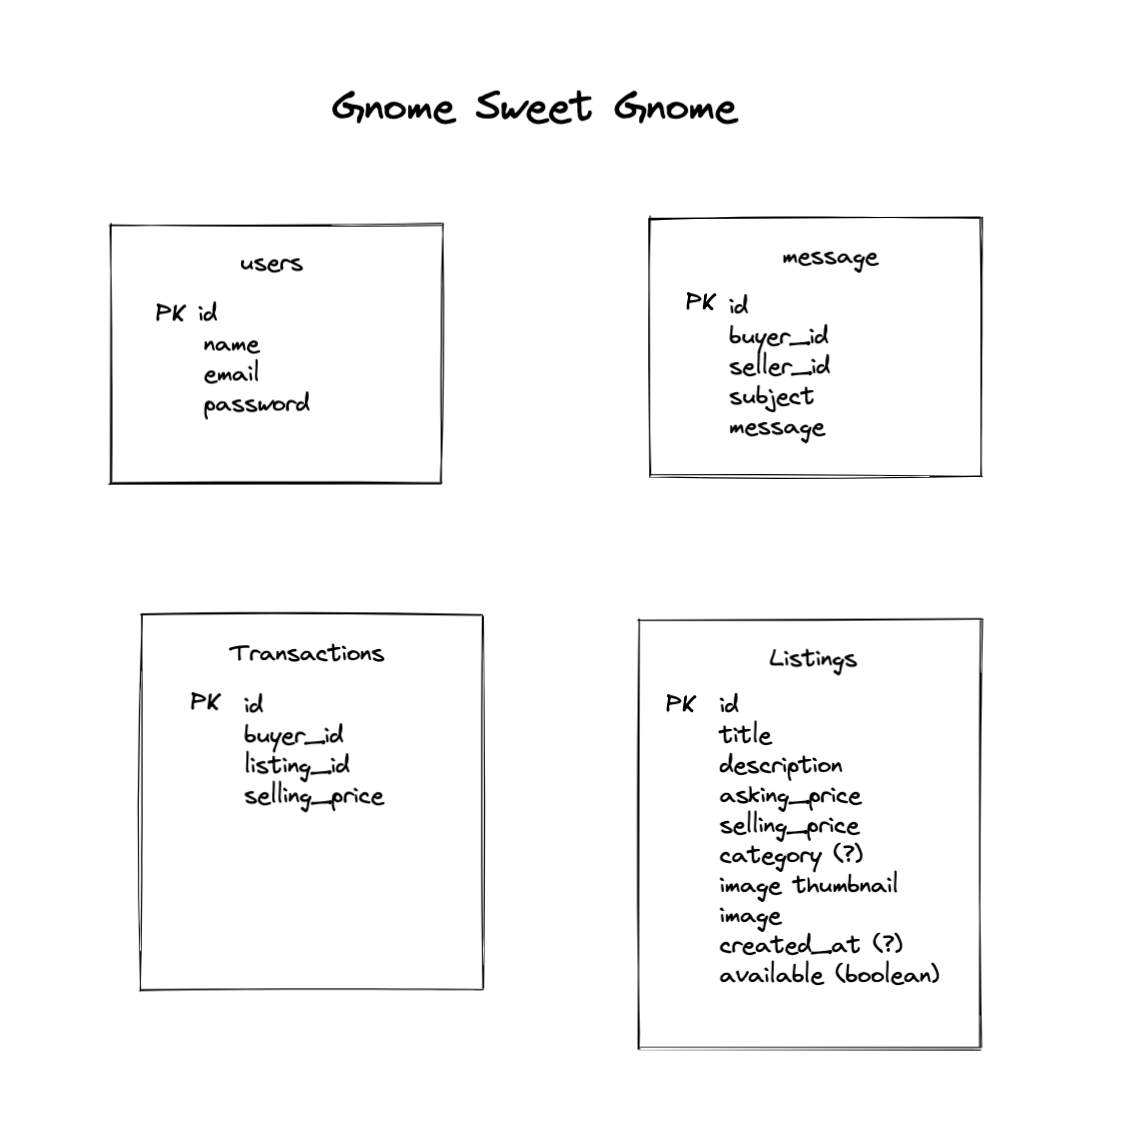 Gnome Sweet Gnome
users
PK id
name
email
password
message
PK id
buyer_id
seller_id
subject
message
Transactions
PK id
buyer_id
listing_id
selling_price
Listings
PK id
title
description
asking_price
selling_price
category (?)
image thumbnail
image
created_at (?)
available (boolean)